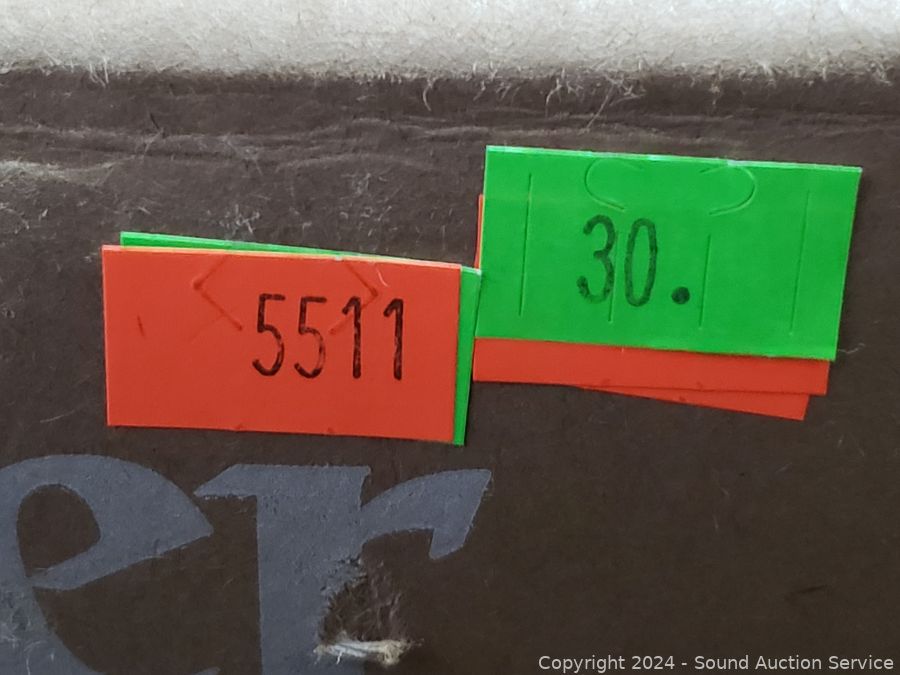 5511
30.
er
Copyright © 2024 - Sound Auction Service